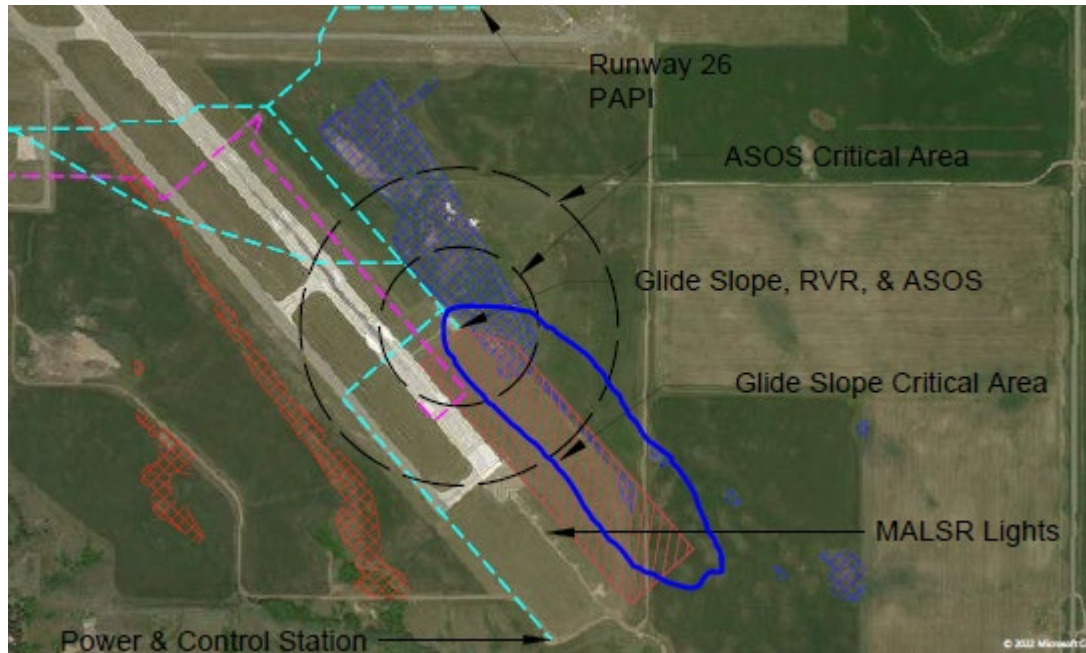 Runway 26
PAPI
ASOS Critical Area
Glide Slope, RVR, & ASOS
Glide Slope Critical Area
MALSR Lights
Power & Control Station
© 2022 Microsoft C